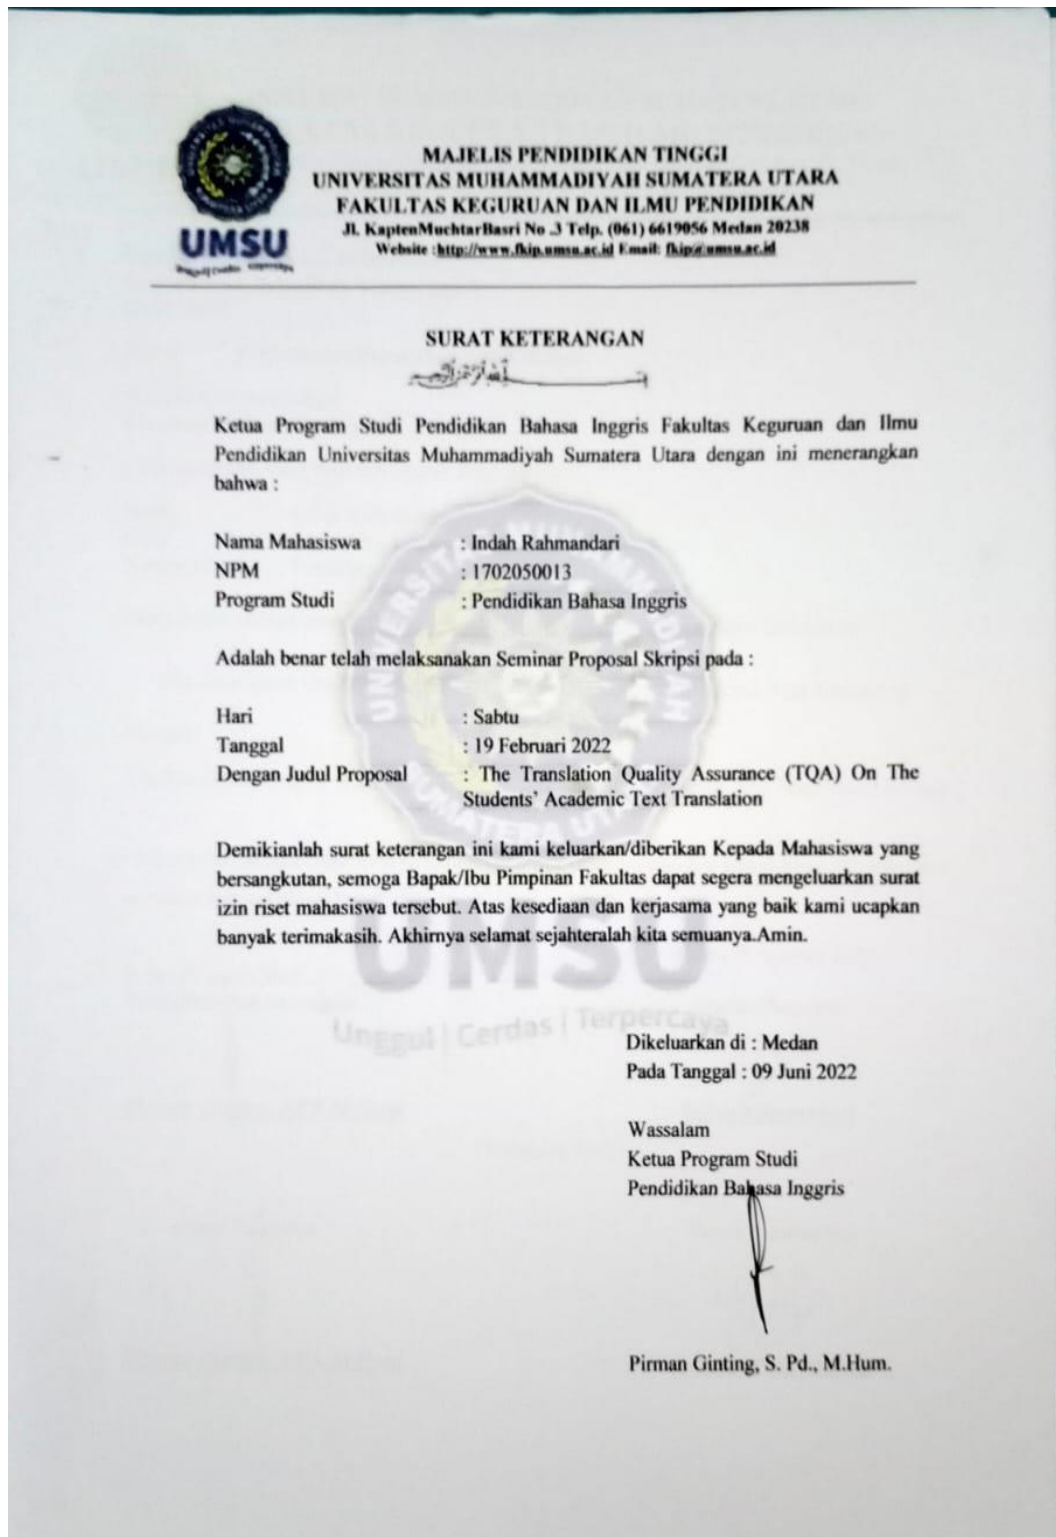 UMSU
MAJELIS PENDIDIKAN TINGGI
UNIVERSITAS MUHAMMADIYAH SUMATERA UTARA
FAKULTAS KEGURUAN DAN ILMU PENDIDIKAN
Jl. KaptenMuchtarBasri No .3 Telp. (061) 6619056 Medan 20238
Website :http://www.fkip.umsu.ac.id Email: fkip@umsu.ac.id
SURAT KETERANGAN
Ketua Program Studi Pendidikan Bahasa Inggris Fakultas Keguruan dan Ilmu
Pendidikan Universitas Muhammadiyah Sumatera Utara dengan ini menerangkan
bahwa :
Nama Mahasiswa : Indah Rahmandari
NPM : 1702050013
Program Studi : Pendidikan Bahasa Inggris
Adalah benar telah melaksanakan Seminar Proposal Skripsi pada :
Hari : Sabtu
Tanggal : 19 Februari 2022
Dengan Judul Proposal : The Translation Quality Assurance (TQA) On The
Students' Academic Text Translation
Demikianlah surat keterangan ini kami keluarkan/diberikan Kepada Mahasiswa yang
bersangkutan, semoga Bapak/Ibu Pimpinan Fakultas dapat segera mengeluarkan surat
izin riset mahasiswa tersebut. Atas kesediaan dan kerjasama yang baik kami ucapkan
banyak terimakasih. Akhirnya selamat sejahteralah kita semuanya.Amin.
UMSU
Unggul | Cerdas | Terpercaya
Dikeluarkan di : Medan
Pada Tanggal : 09 Juni 2022
Wassalam
Ketua Program Studi
Pendidikan Bahasa Inggris
Pirman Ginting, S. Pd., M.Hum.